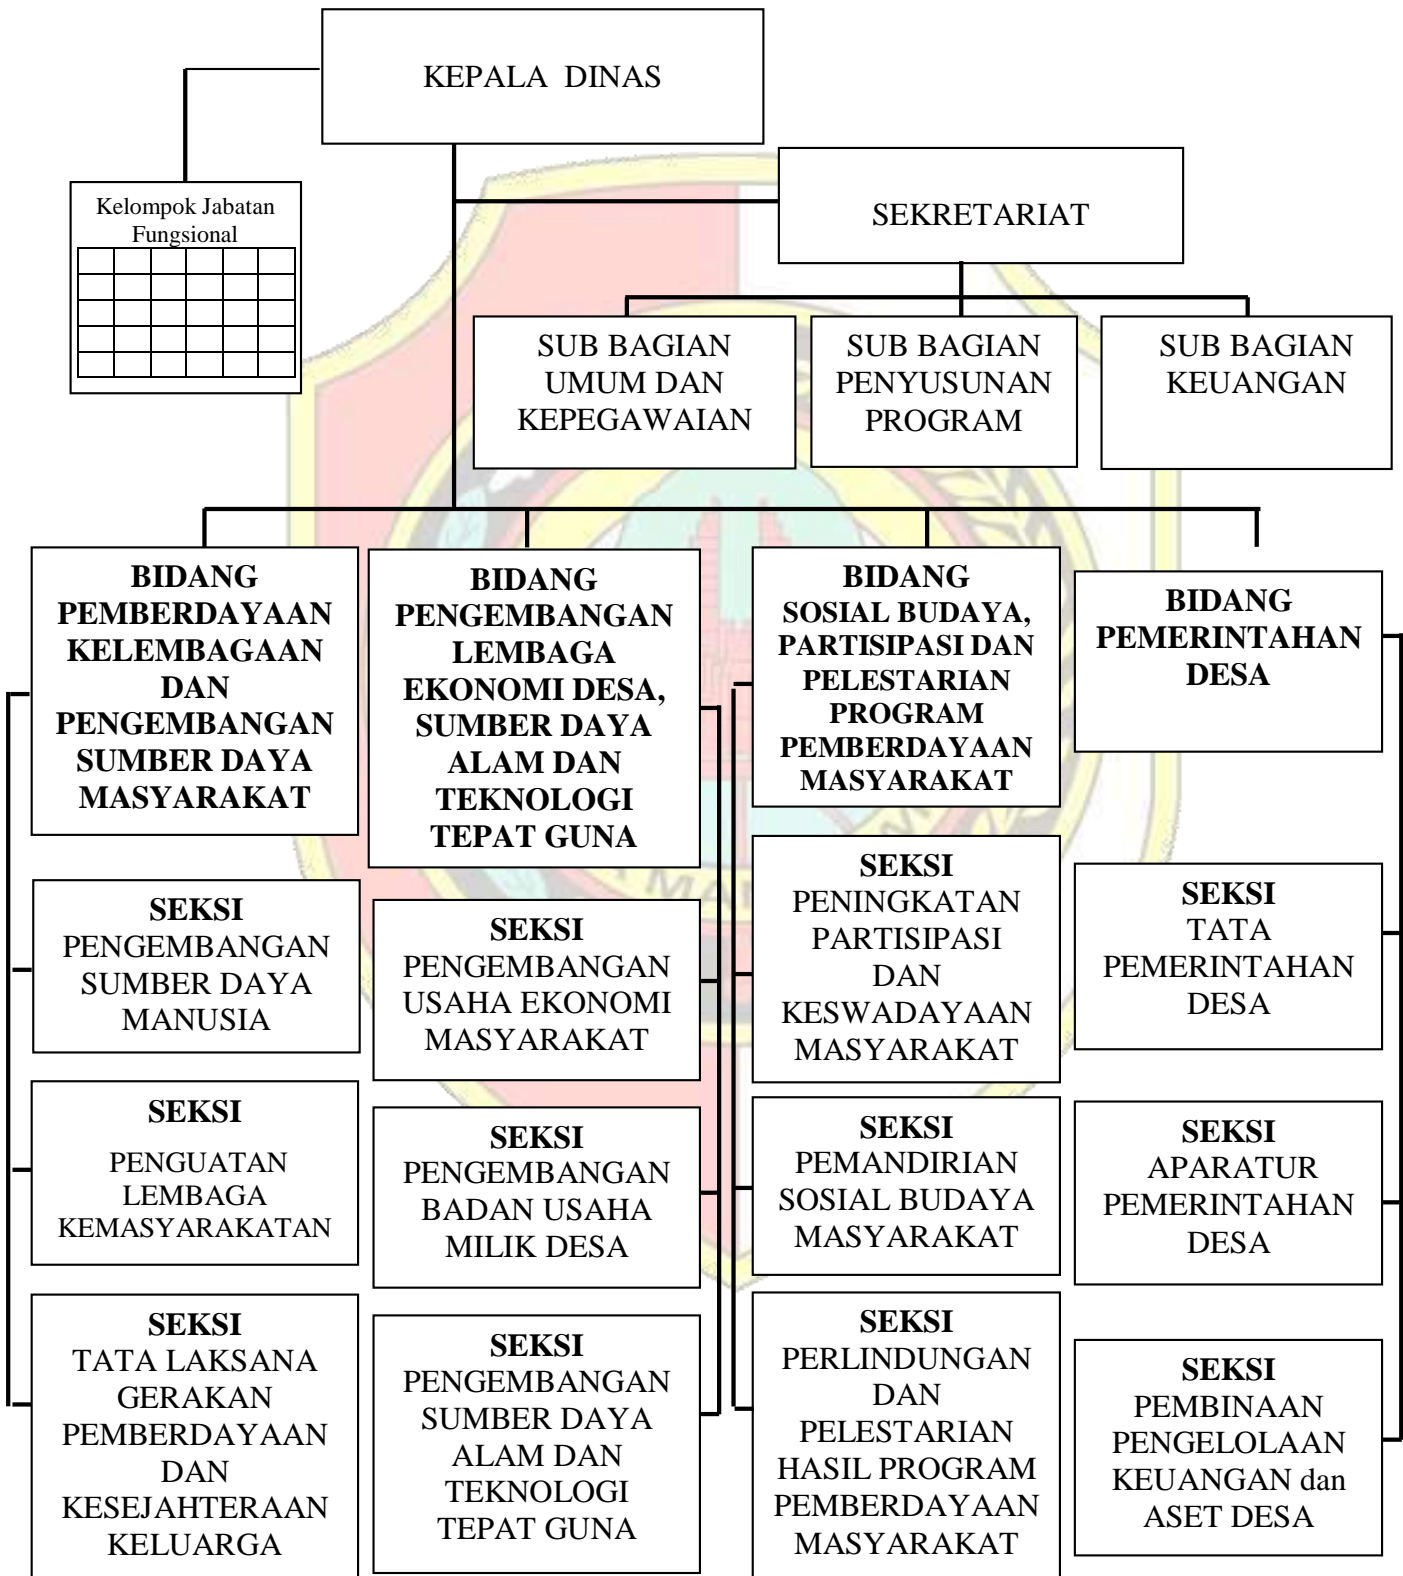 KEPALA DINAS
Kelompok Jabatan
Fungsional
SEKRETARIAT
SUB BAGIAN
UMUM DAN
KEPEGAWAIAN
SUB BAGIAN
PENYUSUNAN
PROGRAM
SUB BAGIAN
KEUANGAN
BIDANG
PEMBERDAYAAN
KELEMBAGAAN
DAN
PENGEMBANGAN
SUMBER DAYA
MASYARAKAT
BIDANG
PENGEMBANGAN
LEMBAGA
EKONOMI DESA,
SUMBER DAYA
ALAM DAN
TEKNOLOGI
TEPAT GUNA
BIDANG
SOSIAL BUDAYA,
PARTISIPASI DAN
PELESTARIAN
PROGRAM
PEMBERDAYAAN
MASYARAKAT
BIDANG
PEMERINTAHAN
DESA
SEKSI
PENGEMBANGAN
SUMBER DAYA
MANUSIA
SEKSI
PENGEMBANGAN
USAHA EKONOMI
MASYARAKAT
SEKSI
PENINGKATAN
PARTISIPASI
DAN
KESWADAYAAN
MASYARAKAT
SEKSI
TATA
PEMERINTAHAN
DESA
SEKSI
PENGUATAN
LEMBAGA
KEMASYARAKATAN
SEKSI
PENGEMBANGAN
BADAN USAHA
MILIK DESA
SEKSI
PEMANDIRIAN
SOSIAL BUDAYA
MASYARAKAT
SEKSI
APARATUR
PEMERINTAHAN
DESA
SEKSI
TATA LAKSANA
GERAKAN
PEMBERDAYAAN
DAN
KESEJAHTERAAN
KELUARGA
SEKSI
PENGEMBANGAN
SUMBER DAYA
ALAM DAN
TEKNOLOGI
TEPAT GUNA
SEKSI
PERLINDUNGAN
DAN
PELESTARIAN
HASIL PROGRAM
PEMBERDAYAAN
MASYARAKAT
SEKSI
PEMBINAAN
PENGELOLAAN
KEUANGAN dan
ASET DESA